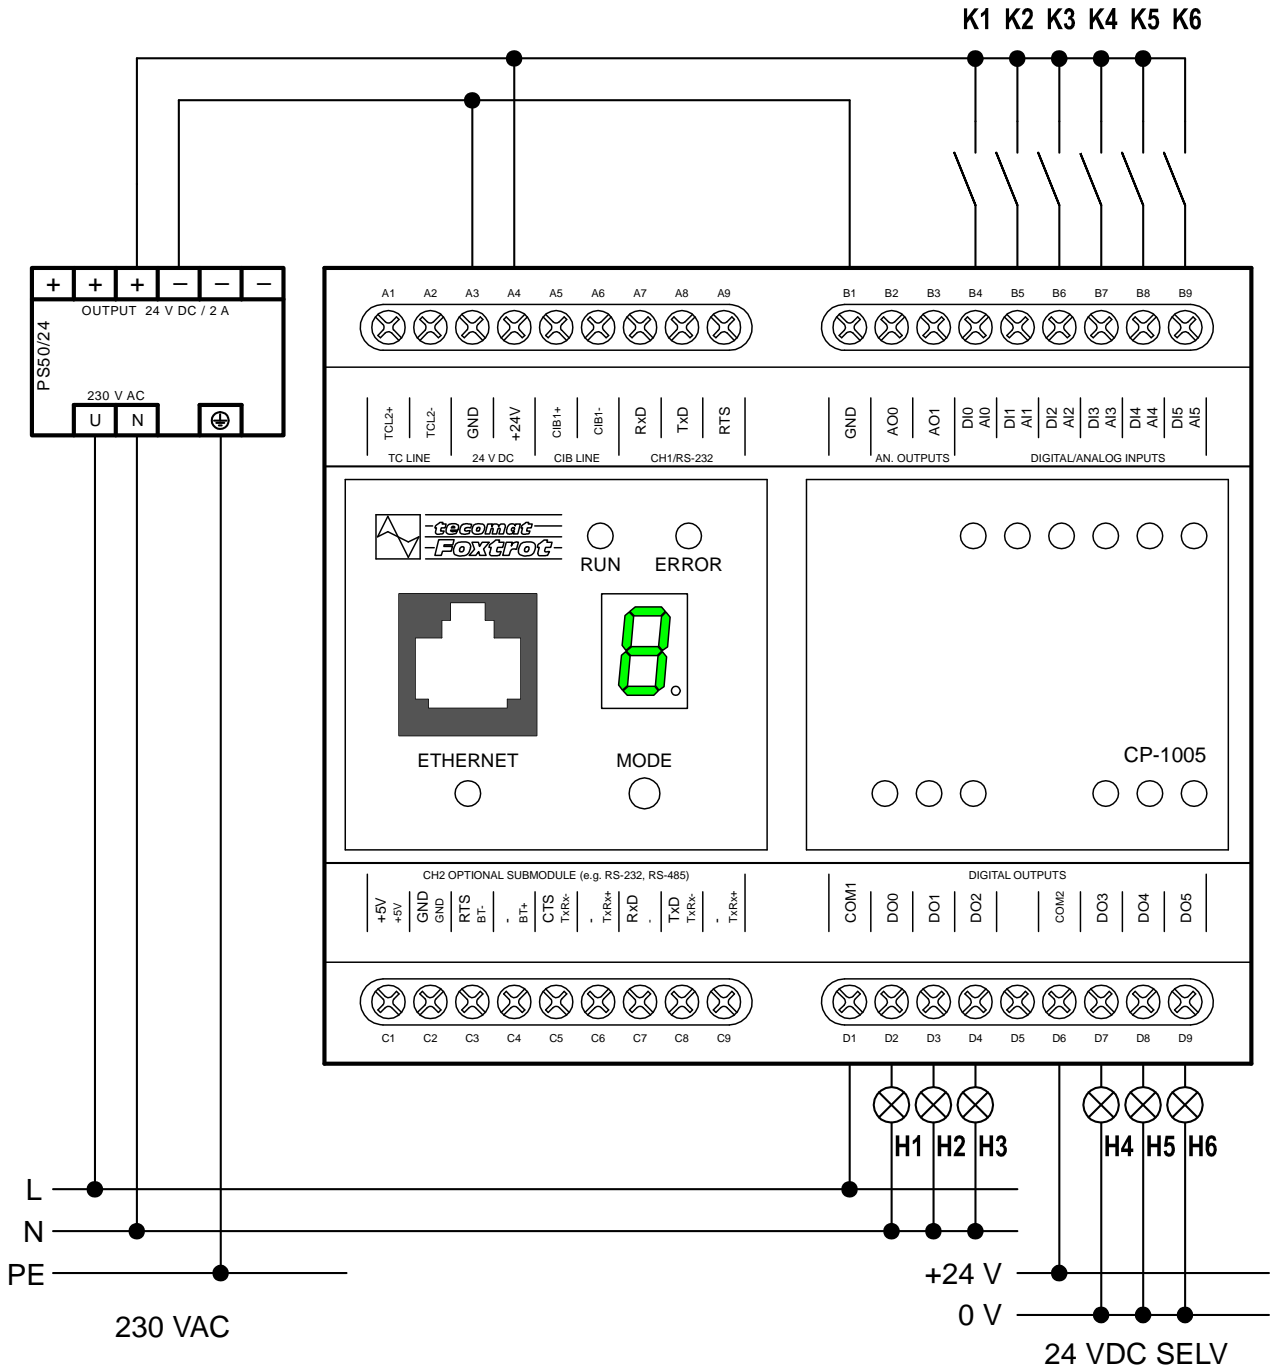 K1 K2 K3 K4 K5 K6
+ + + − − −
OUTPUT 24 V DC / 2 A
PS50/24
230 V AC
U N
A1 A2 A3 A4 A5 A6 A7 A8 A9
B1 B2 B3 B4 B5 B6 B7 B8 B9
TCL2+ TCL2- GND +24V CIB1+ CIB1- RxD TxD RTS
TC LINE 24 V DC CIB LINE CH1/RS-232
GND AO0 AO1 DI0 DI1 DI2 DI3 DI4 DI5
AI0 AI1 AI2 AI3 AI4 AI5
AN. OUTPUTS DIGITAL/ANALOG INPUTS
tecomat
Foxtrot
RUN ERROR
8.
ETHERNET MODE
CP-1005
CH2 OPTIONAL SUBMODULE (e.g. RS-232, RS-485)
+5V GND RTS - CTS - RxD TxD -
+5V GND BT- BT+ TxRx- TxRx+ - TxRx- TxRx+
DIGITAL OUTPUTS
COM1 DO0 DO1 DO2 COM2 DO3 DO4 DO5
C1 C2 C3 C4 C5 C6 C7 C8 C9
D1 D2 D3 D4 D5 D6 D7 D8 D9
H1 H2 H3 H4 H5 H6
L
N
PE
230 VAC
+24 V
0 V
24 VDC SELV